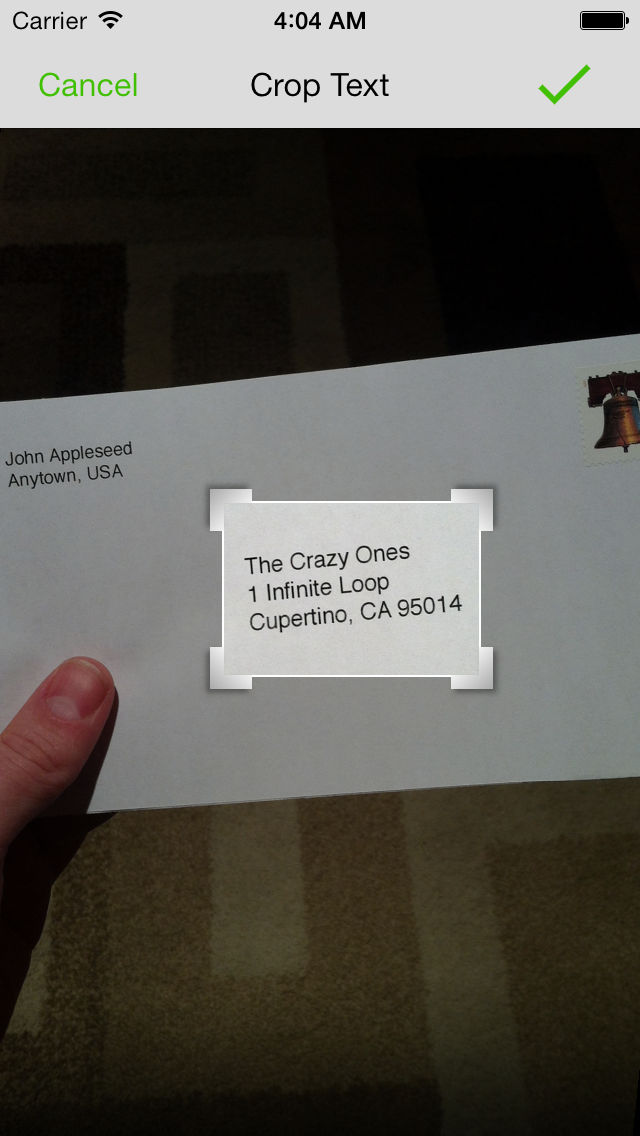 Carrier 4:04 AM
Cancel Crop Text
John Appleseed
Anytown, USA
The Crazy Ones
1 Infinite Loop
Cupertino, CA 95014